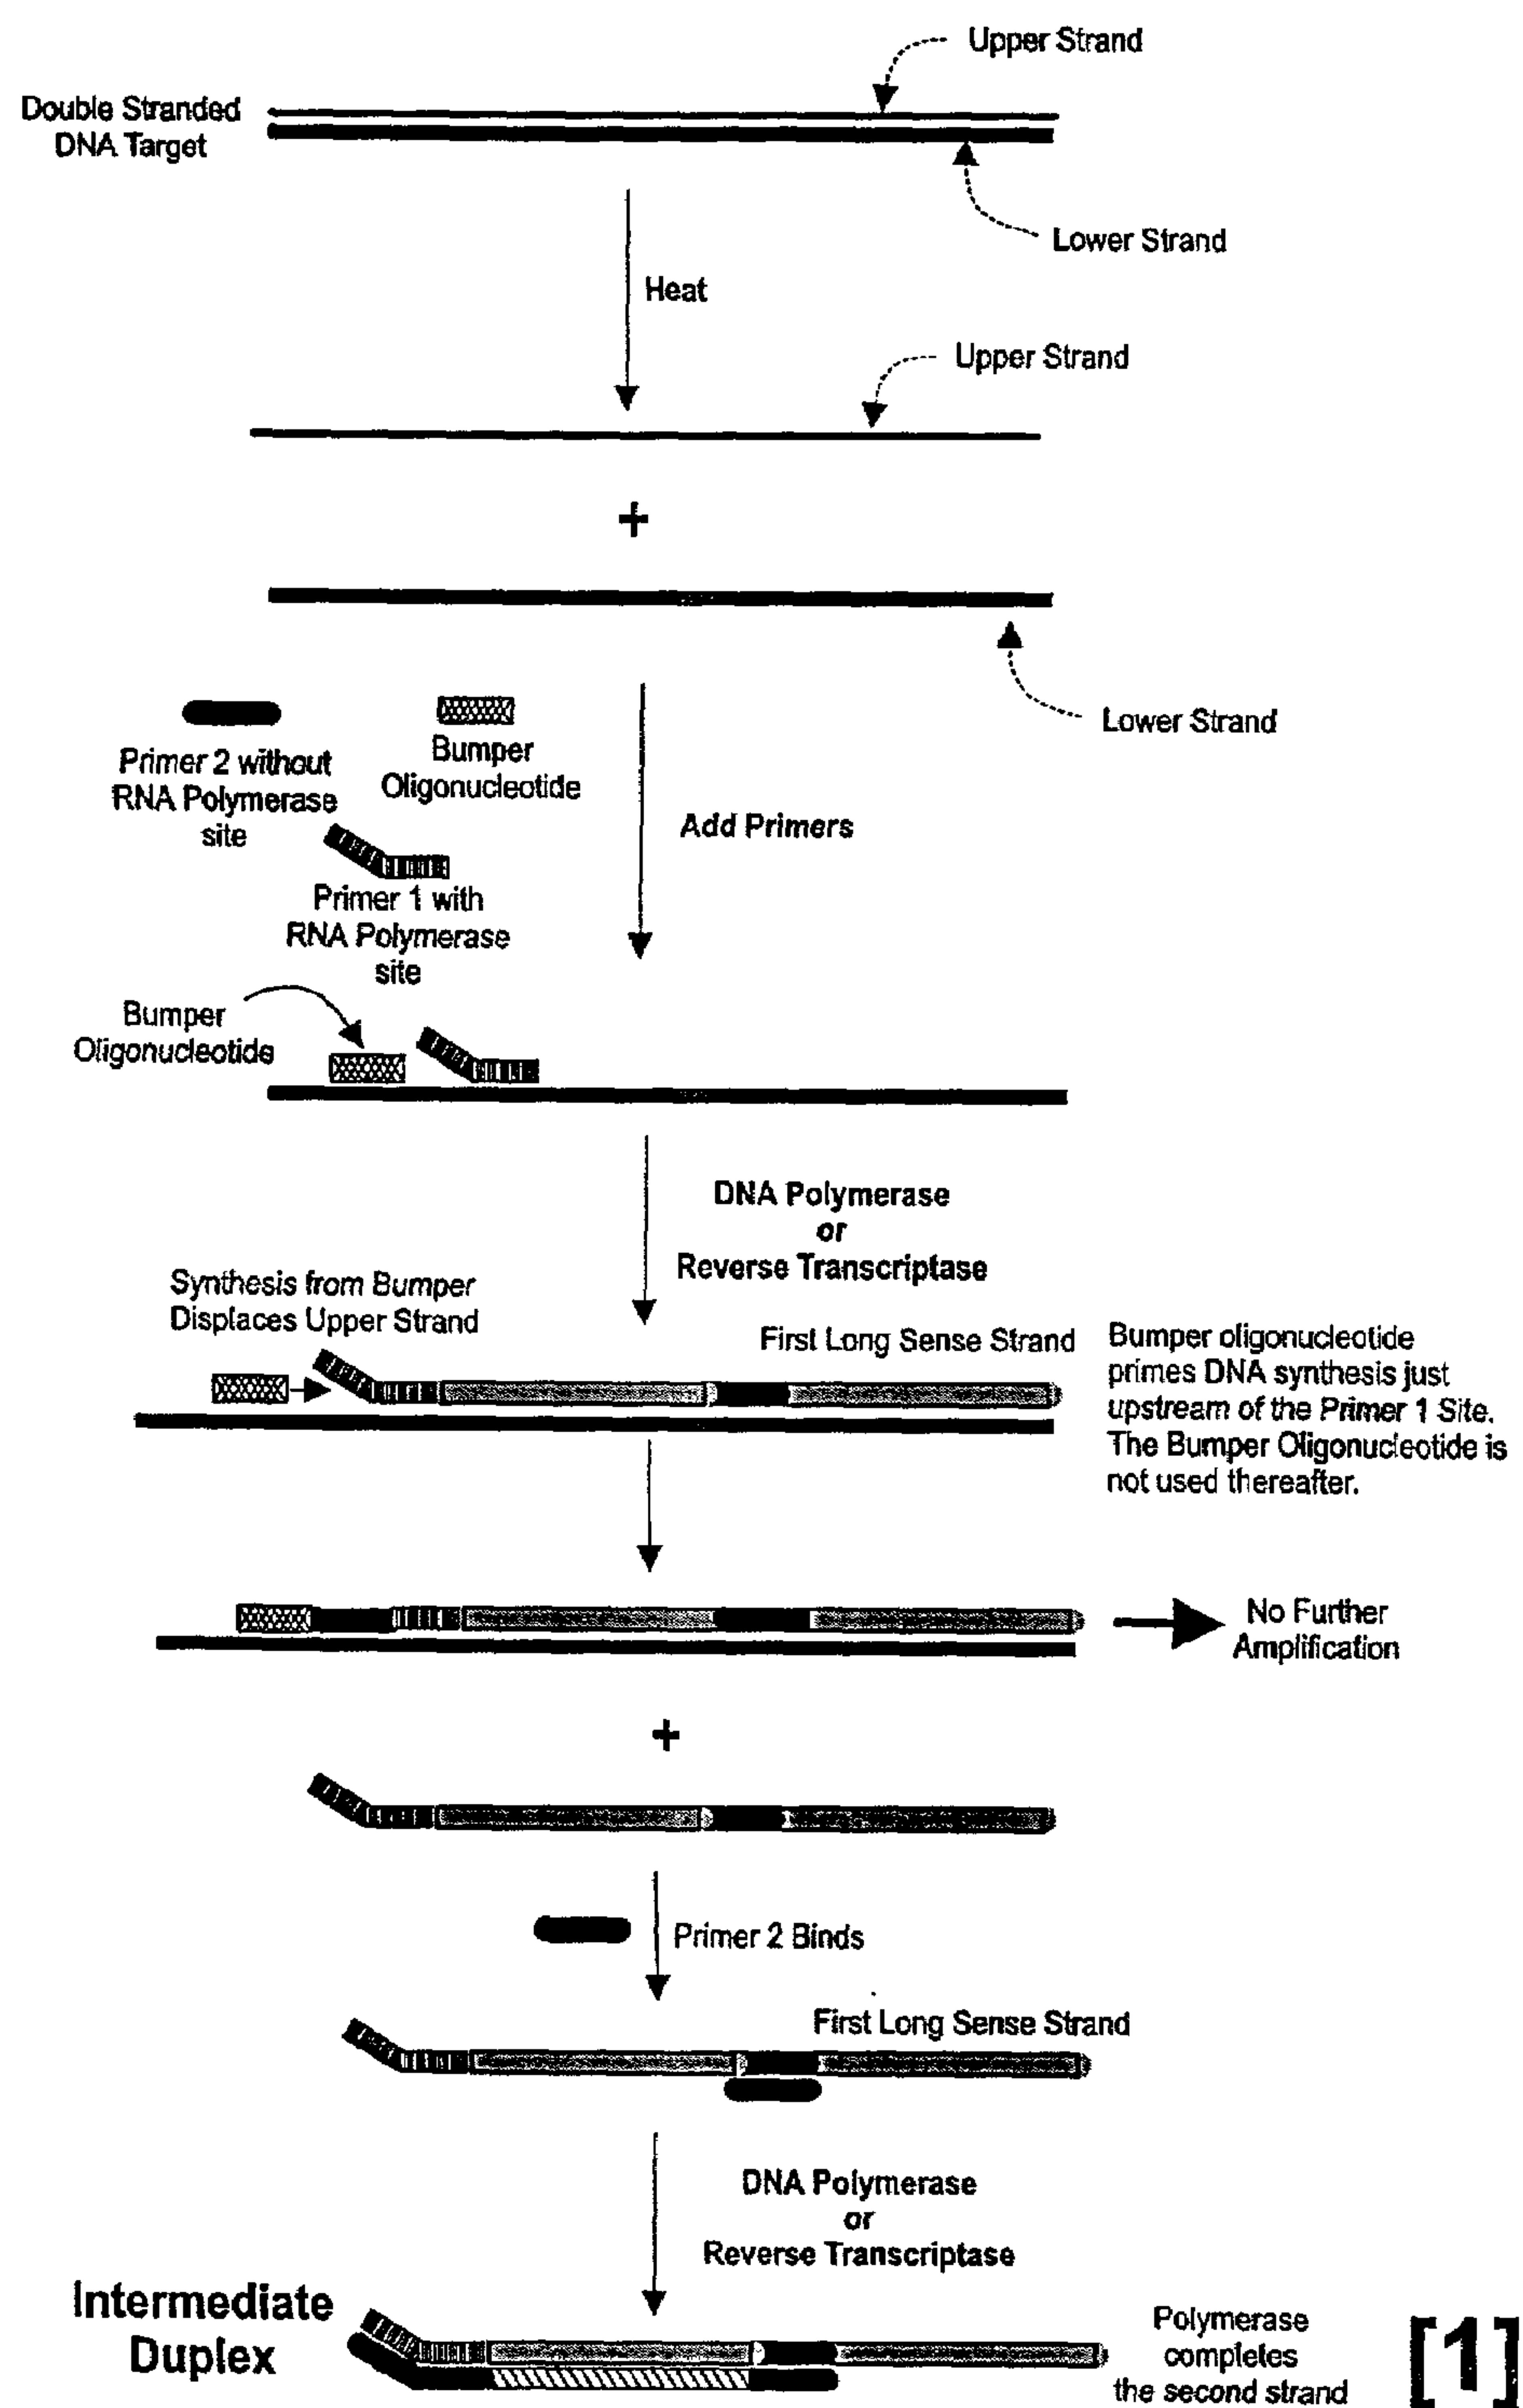 Upper Strand
Double Stranded
DNA Target
Lower Strand
Heat
Upper Strand
+
Lower Strand
Primer 2 without
RNA Polymerase
site
Bumper
Oligonucleotide
Add Primers
Primer 1 with
RNA Polymerase
site
Bumper
Oligonucleotide
DNA Polymerase
or
Reverse Transcriptase
Synthesis from Bumper
Displaces Upper Strand
First Long Sense Strand
Bumper oligonucleotide
primes DNA synthesis just
upstream of the Primer 1 Site.
The Bumper Oligonucleotide is
not used thereafter.
No Further
Amplification
+
Primer 2 Binds
First Long Sense Strand
DNA Polymerase
or
Reverse Transcriptase
Intermediate
Duplex
Polymerase
completes
the second strand
[1]